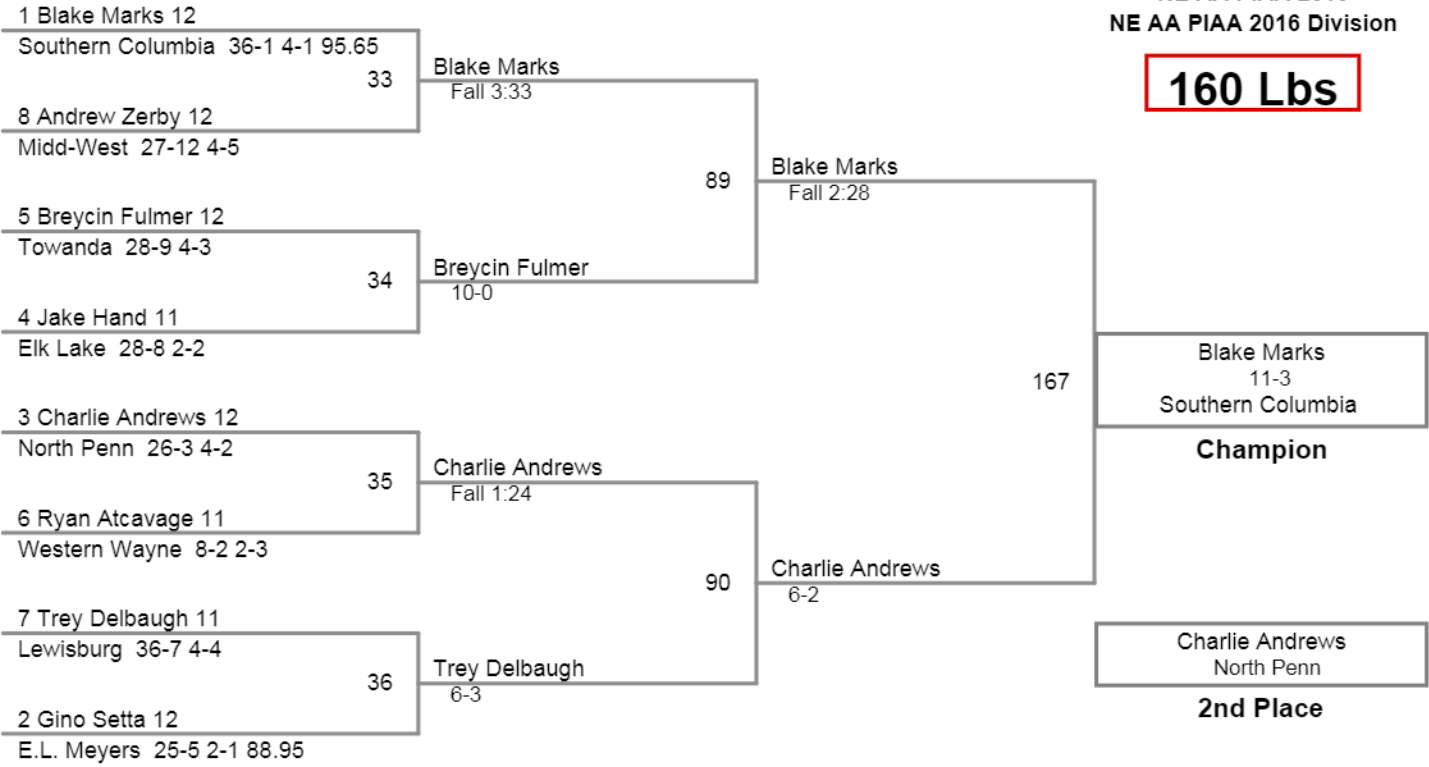 NE AA PIAA 2016 Division
160 Lbs
1 Blake Marks 12
Southern Columbia 36-1 4-1 95.65
33
8 Andrew Zerby 12
Midd-West 27-12 4-5
5 Breycin Fulmer 12
Towanda 28-9 4-3
34
4 Jake Hand 11
Elk Lake 28-8 2-2
3 Charlie Andrews 12
North Penn 26-3 4-2
35
6 Ryan Atcavage 11
Western Wayne 8-2 2-3
7 Trey Delbaugh 11
Lewisburg 36-7 4-4
36
2 Gino Setta 12
E.L. Meyers 25-5 2-1 88.95
Blake Marks
Fall 3:33
89
Breycin Fulmer
10-0
Charlie Andrews
Fall 1:24
90
Trey Delbaugh
6-3
Blake Marks
Fall 2:28
167
Charlie Andrews
6-2
Blake Marks
11-3
Southern Columbia
Champion
Charlie Andrews
North Penn
2nd Place